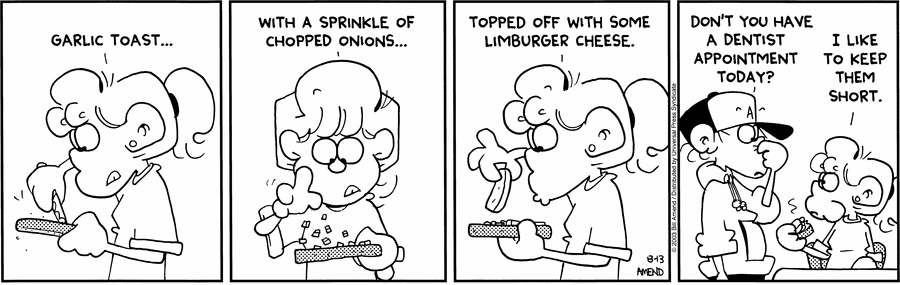 GARLIC TOAST...
WITH A SPRINKLE OF
CHOPPED ONIONS...
TOPPED OFF WITH SOME
LIMBURGER CHEESE.
8-13
AMEND
© 2003 Bill Amend / Distributed by Universal Press Syndicate
DON'T YOU HAVE
A DENTIST
APPOINTMENT
TODAY?
I LIKE
TO KEEP
THEM
SHORT.
A